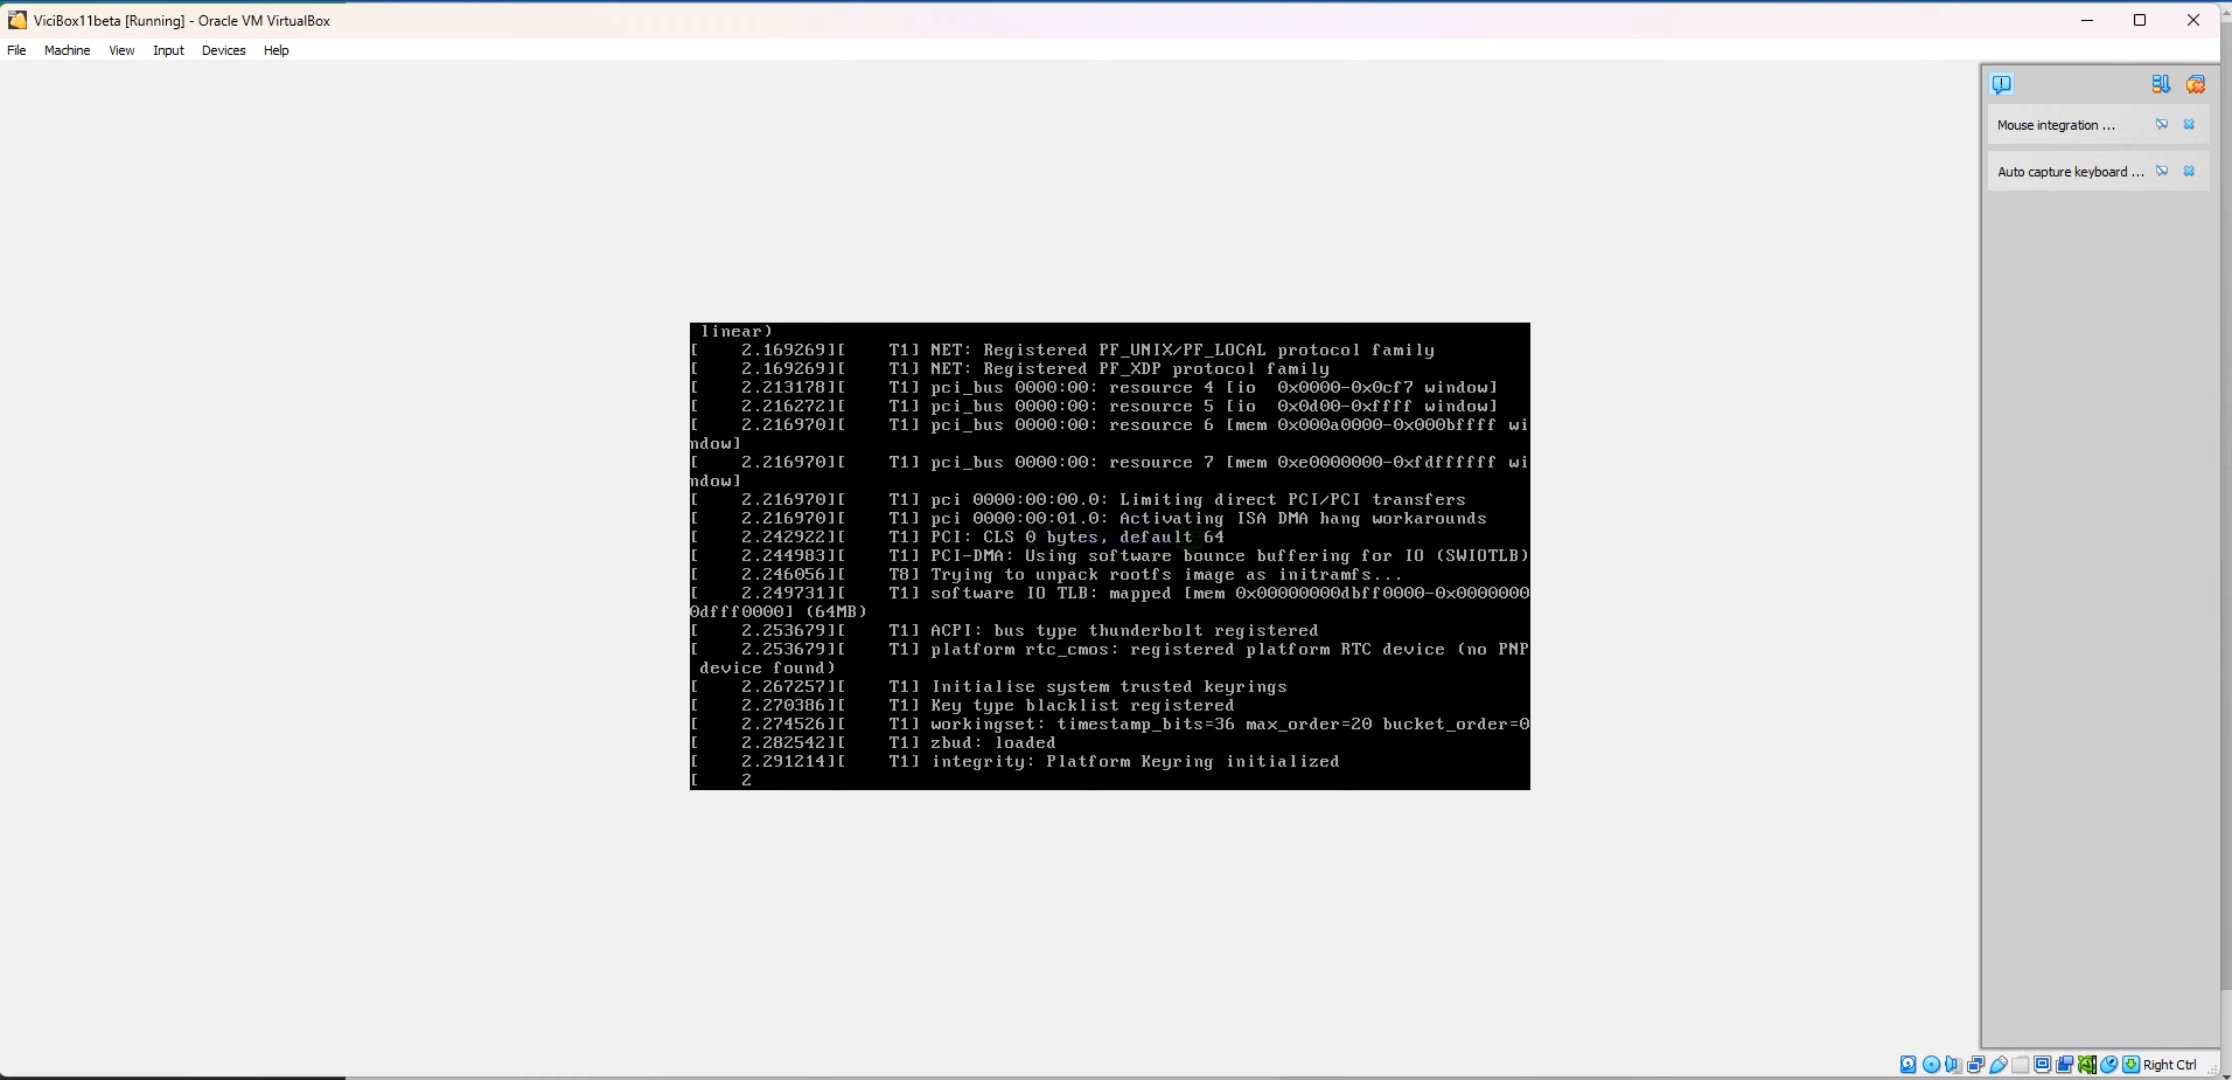 ViciBox11beta [Running] - Oracle VM VirtualBox
File Machine View Input Devices Help
Mouse integration ...
Auto capture keyboard ...
linear)
[    2.169269][    T1] NET: Registered PF_UNIX/PF_LOCAL protocol family
[    2.169269][    T1] NET: Registered PF_XDP protocol family
[    2.213178][    T1] pci_bus 0000:00: resource 4 [io  0x0000-0x0cf7 window]
[    2.216272][    T1] pci_bus 0000:00: resource 5 [io  0x0d00-0xffff window]
[    2.216970][    T1] pci_bus 0000:00: resource 6 [mem 0x000a0000-0x000bffff wi
ndow]
[    2.216970][    T1] pci_bus 0000:00: resource 7 [mem 0xe0000000-0xfdffffff wi
ndow]
[    2.216970][    T1] pci 0000:00:00.0: Limiting direct PCI/PCI transfers
[    2.216970][    T1] pci 0000:00:01.0: Activating ISA DMA hang workarounds
[    2.242922][    T1] PCI: CLS 0 bytes, default 64
[    2.244983][    T1] PCI-DMA: Using software bounce buffering for IO (SWIOTLB)
[    2.246056][    T8] Trying to unpack rootfs image as initramfs...
[    2.249731][    T1] software IO TLB: mapped [mem 0x00000000dbff0000-0x0000000
0dfff0000] (64MB)
[    2.253679][    T1] ACPI: bus type thunderbolt registered
[    2.253679][    T1] platform rtc_cmos: registered platform RTC device (no PNP
device found)
[    2.267257][    T1] Initialise system trusted keyrings
[    2.270386][    T1] Key type blacklist registered
[    2.274526][    T1] workingset: timestamp_bits=36 max_order=20 bucket_order=0
[    2.282542][    T1] zbud: loaded
[    2.291214][    T1] integrity: Platform Keyring initialized
[    2
Right Ctrl